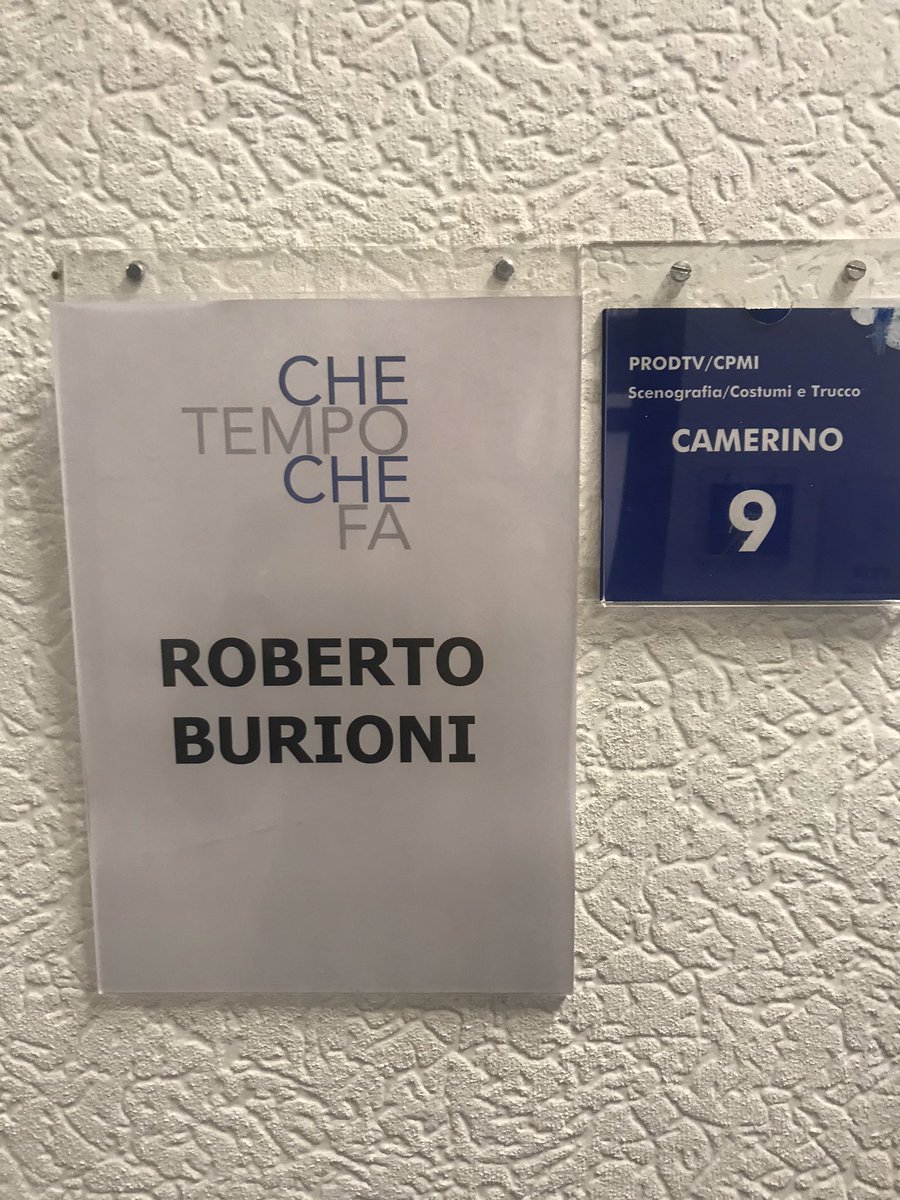 CHE
TEMPO
CHE
FA
ROBERTO
BURIONI
PRODTV/CPMI
Scenografia/Costumi e Trucco
CAMERINO
9